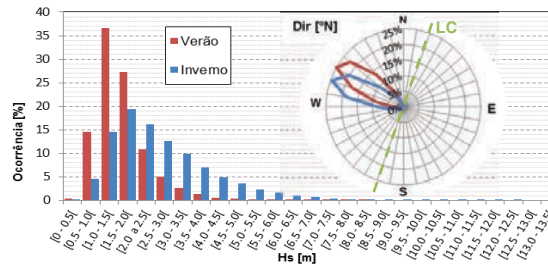 40
35
30
25
20
15
10
5
0
Ocorrência [%]
Verão
Inverno
Dir [ºN]
LC
N
E
S
W
25%
20%
15%
10%
5%
0%
[0 - 0.5[
[0.5 - 1.0[
[1.0 - 1.5[
[1.5 - 2.0[
[2.0 a 2.5[
[2.5 - 3.0[
[3.0 - 3.5[
[3.5 - 4.0[
[4.0 - 4.5[
[4.5 - 5.0[
[5.0 - 5.5[
[5.5 - 6.0[
[6.0 - 6.5[
[6.5 - 7.0[
[7.0 - 7.5[
[7.5 - 8.0[
[8.0 - 8.5[
[8.5 - 9.0[
[9.0 - 9.5[
[9.5 - 10.0[
[10.0 - 10.5[
[10.5 - 11.0[
[11.0 - 11.5[
[11.5 - 12.0[
[12.0 - 12.5[
[12.5 - 13.0[
[13.0 - 13.5[
Hs [m]